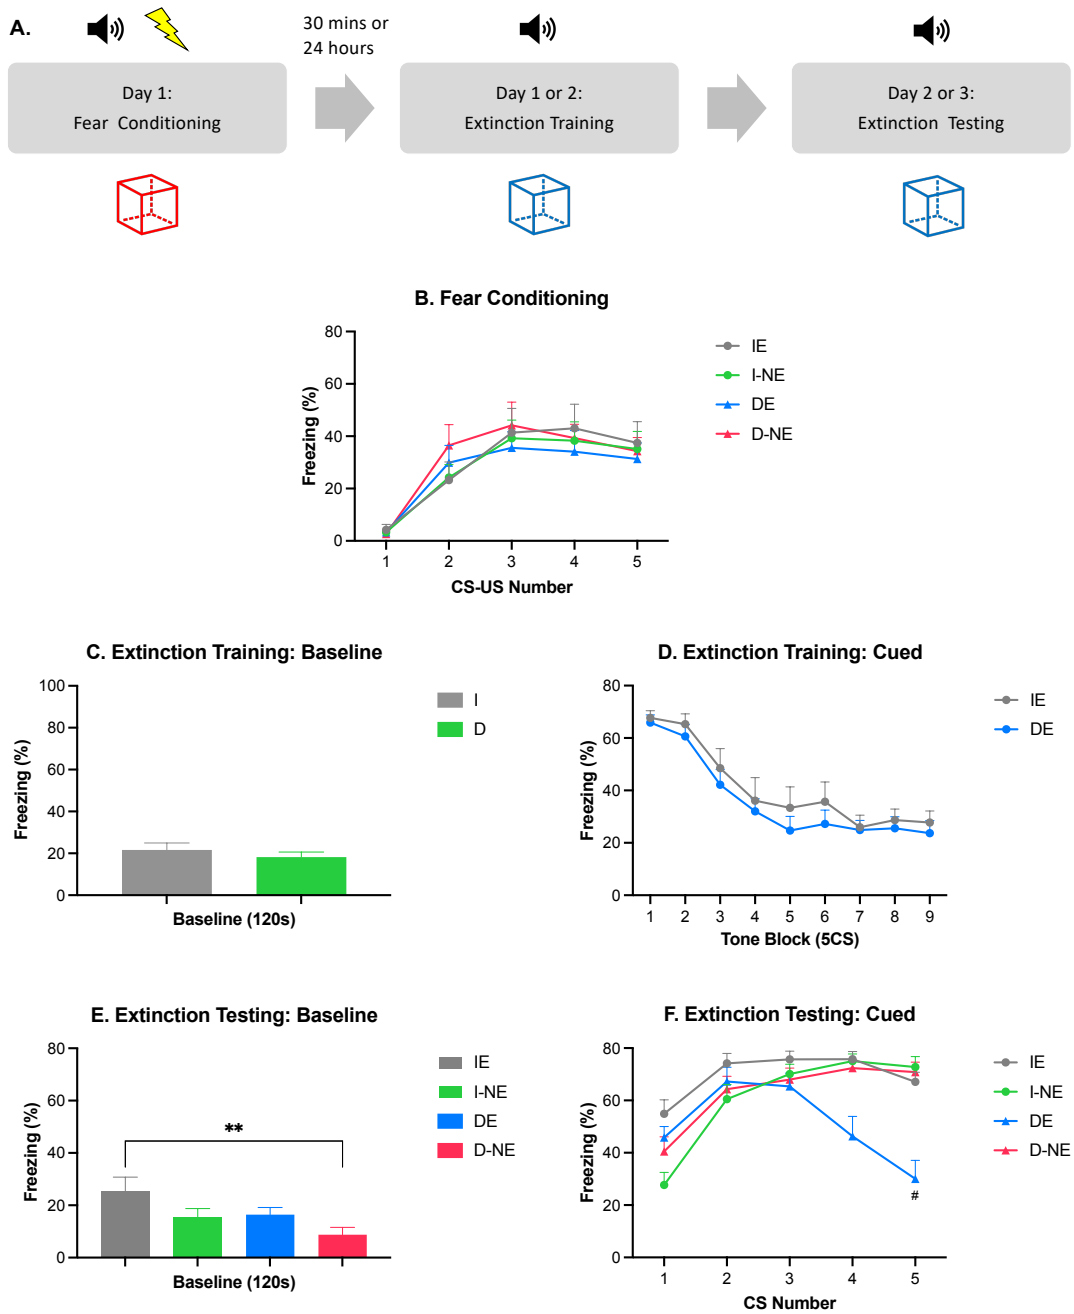 A.
30 mins or
24 hours
Day 1:
Fear Conditioning
Day 1 or 2:
Extinction Training
Day 2 or 3:
Extinction Testing
B. Fear Conditioning
Freezing (%)
80
60
40
20
0
1 2 3 4 5
CS-US Number
IE
I-NE
DE
D-NE
C. Extinction Training: Baseline
Freezing (%)
100
80
60
40
20
0
Baseline (120s)
I
D
D. Extinction Training: Cued
Freezing (%)
80
60
40
20
0
1 2 3 4 5 6 7 8 9
Tone Block (5CS)
IE
DE
E. Extinction Testing: Baseline
Freezing (%)
80
60
40
20
0
**
Baseline (120s)
IE
I-NE
DE
D-NE
F. Extinction Testing: Cued
Freezing (%)
80
60
40
20
0
#
1 2 3 4 5
CS Number
IE
I-NE
DE
D-NE